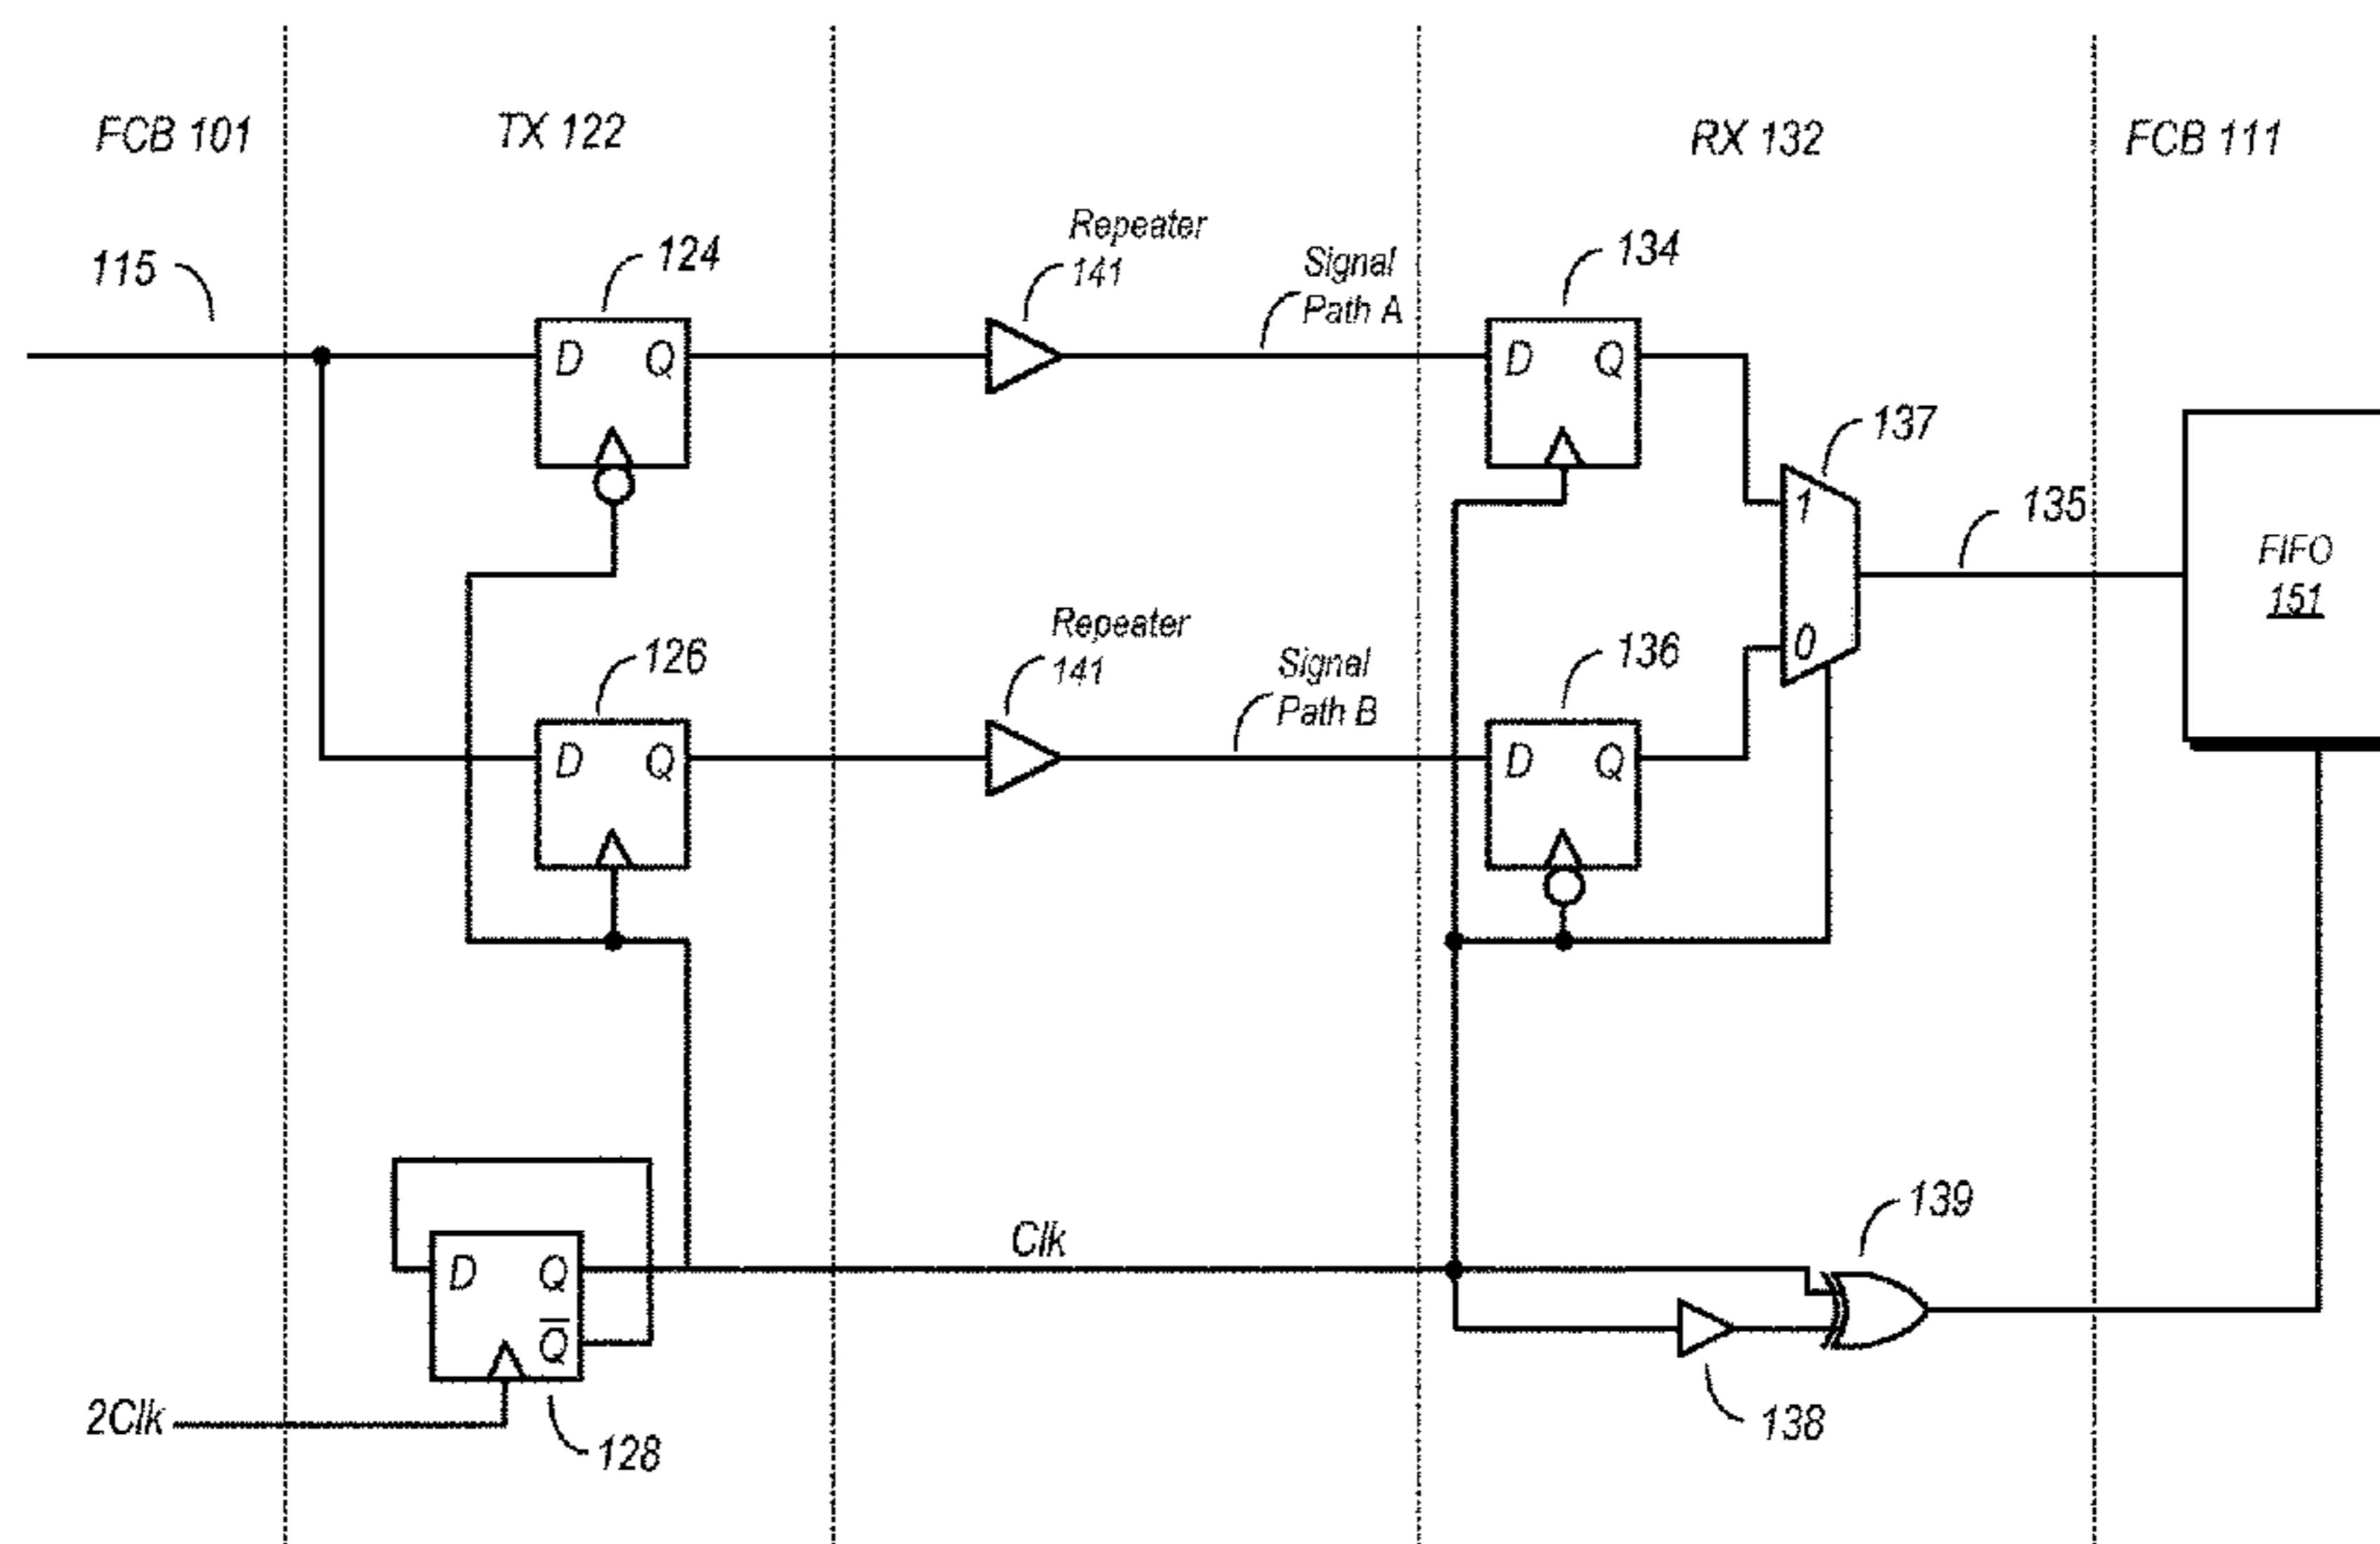 FCB 101
TX 122
RX 132
FCB 111
115
124
Repeater
141
Signal
Path A
134
D Q
D Q
137
1
135
FIFO
151
0
126
Repeater
141
Signal
Path B
136
D Q
D Q
Clk
139
D Q
Q
2Clk
128
138